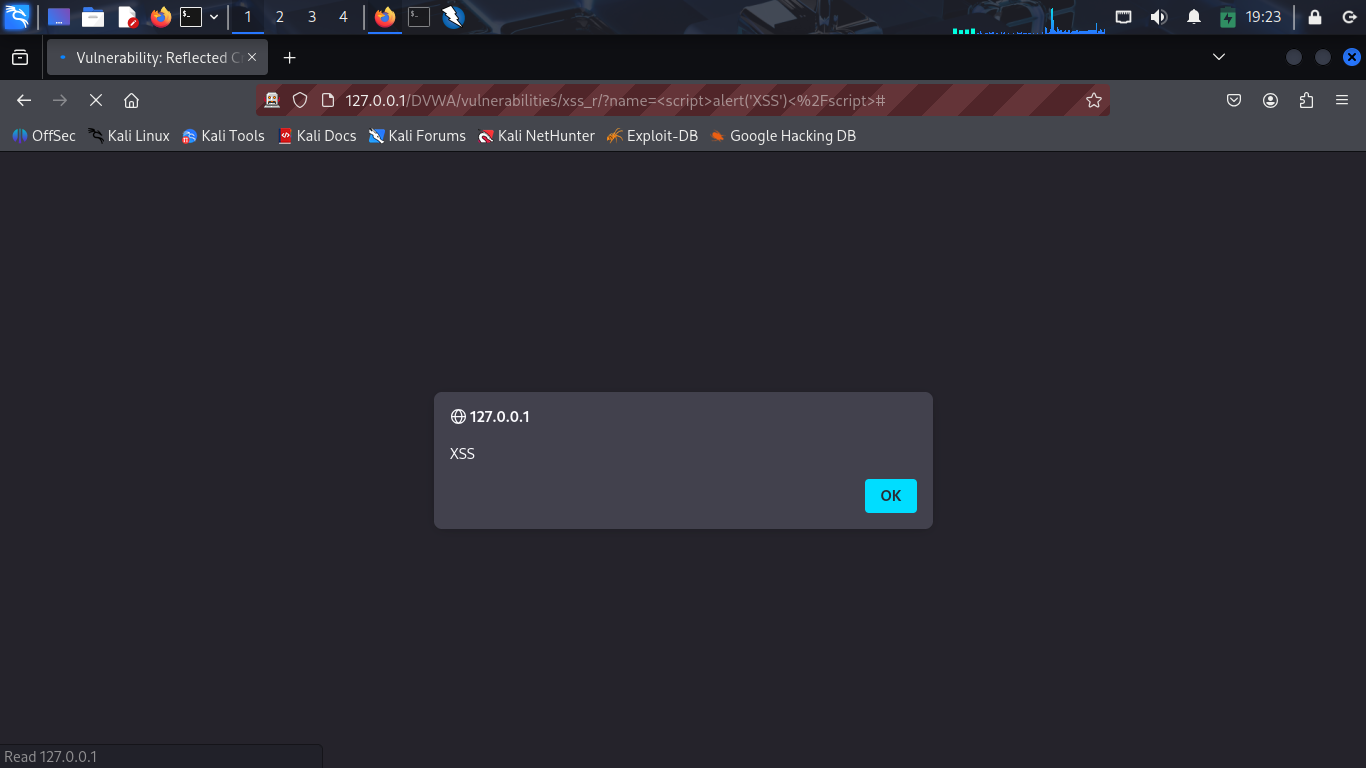 1 2 3 4 19:23
Vulnerability: Reflected C
127.0.0.1/DVWA/vulnerabilities/xss_r/?name=<script>alert('XSS')<%2Fscript>#
OffSec Kali Linux Kali Tools Kali Docs Kali Forums Kali NetHunter Exploit-DB Google Hacking DB
127.0.0.1
XSS
OK
Read 127.0.0.1